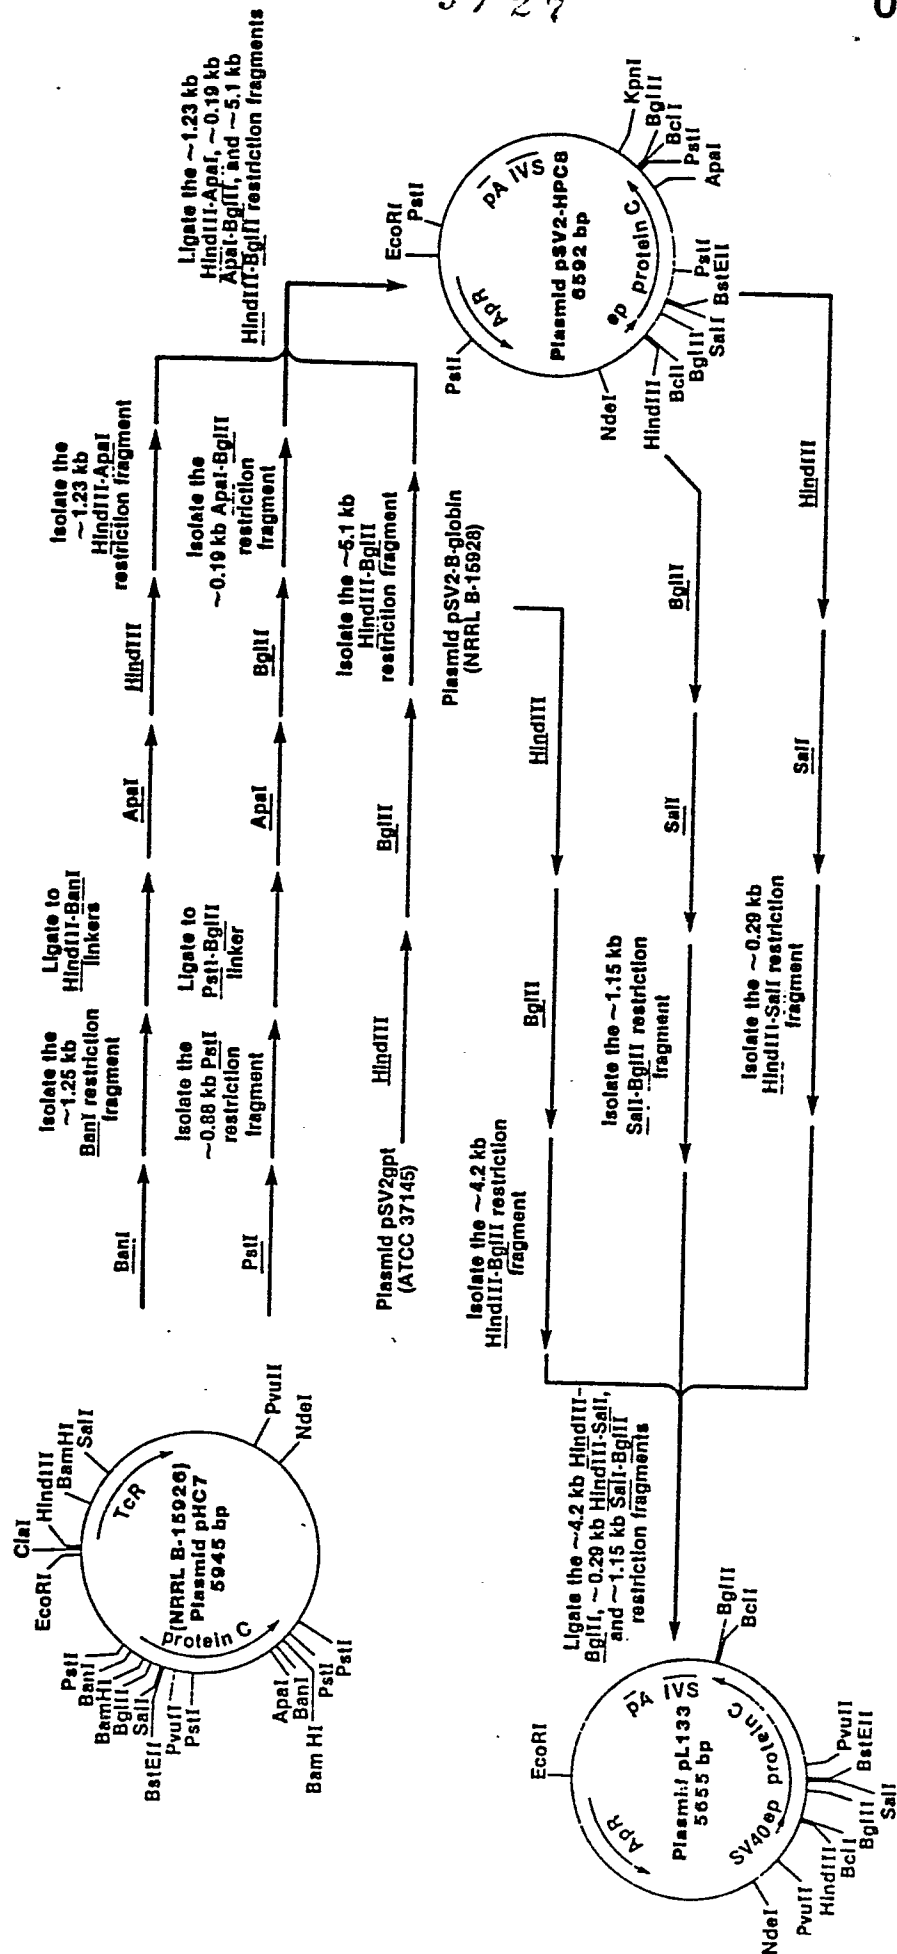 Ligate the ~1.23 kb
HindIII-ApaI, ~0.19 kb
ApaI-BglII, and ~5.1 kb
HindIII-BglII restriction fragments
BanI
Isolate the
~1.25 kb
BanI restriction
fragment
Ligate to
HindIII-BanI
linkers
ApaI
HindIII
Isolate the
~1.23 kb
HindIII-ApaI
restriction fragment
PstI
Isolate the
~0.88 kb PstI
restriction
fragment
Ligate to
PstI-BglII
linker
ApaI
BglII
Isolate the
~0.19 kb ApaI-BglII
restriction
fragment
Plasmid pSV2gpt
(ATCC 37145)
HindIII
BglII
Isolate the ~5.1 kb
HindIII-BglII
restriction fragment
EcoRI
ClaI
HindIII
BamHI
SalI
TcR
PvuII
NdeI
(NRRL B-15926)
Plasmid pHC7
5945 bp
protein C
PstI
BanI
BamHI
BglII
SalI
BstEII
PvuII
PstI
ApaI
BanI
Bam HI
PstI
PstI
EcoRI
PstI
PstI
ApR
pA IVS
Plasmid pSV2-HPC8
6592 bp
ep protein C
KpnI
BglII
BclI
PstI
ApaI
NdeI
HindIII
BclI
BglII
SalI
BstEII
PstI
Plasmid pSV2-B-globin
(NRRL B-15928)
HindIII
BglII
Isolate the ~4.2 kb
HindIII-BglII restriction
fragment
BglII
SalI
Isolate the ~1.15 kb
SalI-BglII restriction
fragment
HindIII
SalI
Isolate the ~0.29 kb
HindIII-SalI restriction
fragment
Ligate the ~4.2 kb HindIII-
BglII, ~0.29 kb HindIII-SalI,
and ~1.15 kb SalI-BglII
restriction fragments
EcoRI
ApR
pA IVS
Plasmid pL133
5655 bp
SV40ep protein C
BglII
BclI
NdeI
PvuII
HindIII
BclI
BglII
SalI
BstEII
PvuII